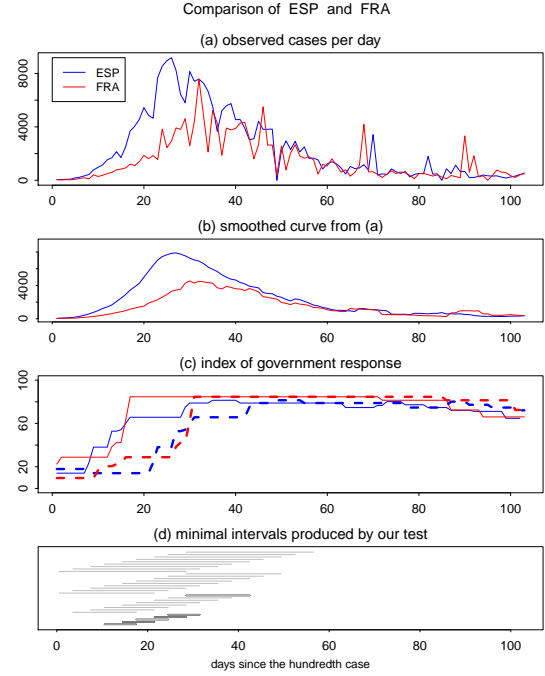 Comparison of ESP and FRA
(a) observed cases per day
ESP
FRA
0 4000 8000
0 20 40 60 80 100
(b) smoothed curve from (a)
0 4000
0 20 40 60 80 100
(c) index of government response
0 20 60 100
0 20 40 60 80 100
(d) minimal intervals produced by our test
0 20 40 60 80 100
days since the hundredth case